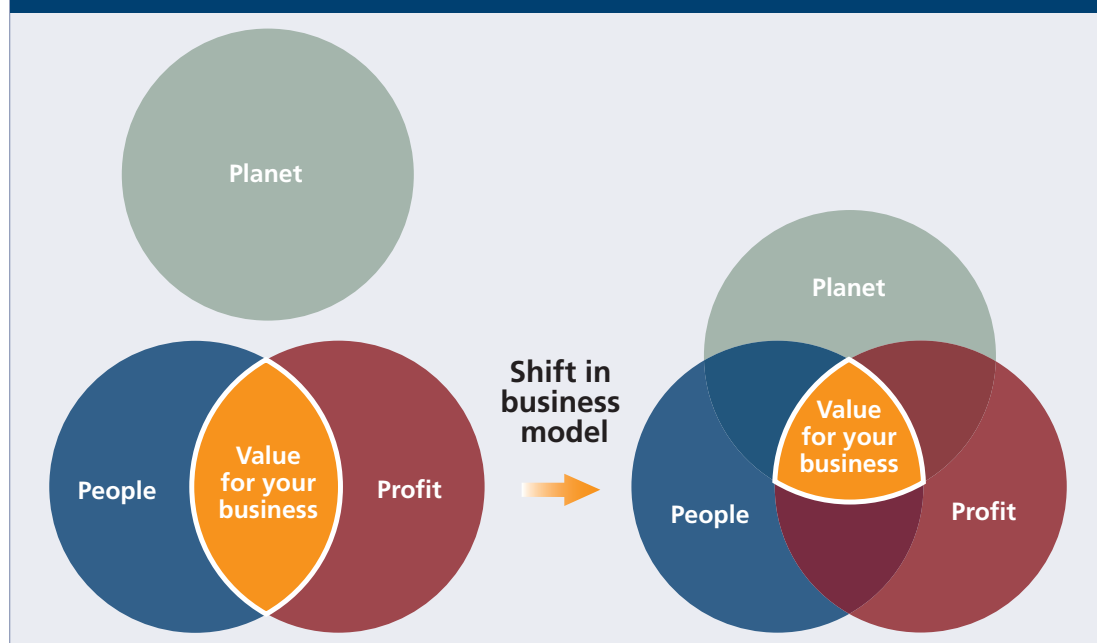 Planet
People
Value
for your
business
Profit
Shift in
business
model
Planet
People
Value
for your
business
Profit